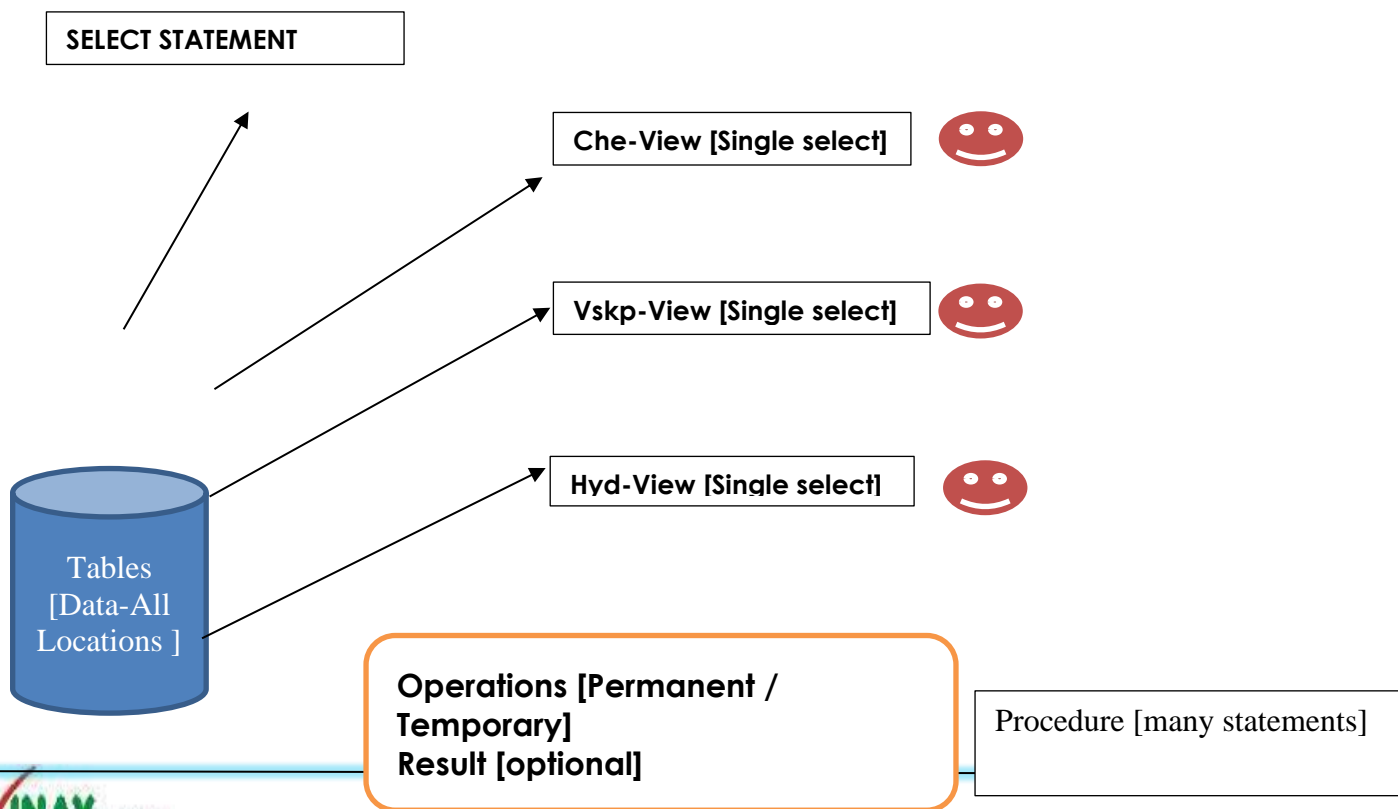 SELECT STATEMENT
Che-View [Single select]
Vskp-View [Single select]
Hyd-View [Single select]
Tables
[Data-All
Locations ]
Operations [Permanent /
Temporary]
Result [optional]
Procedure [many statements]